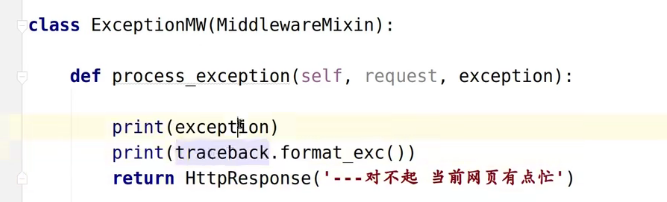 class ExceptionMW(MiddlewareMixin):
def process_exception(self, request, exception):
print(exception)
print(traceback.format_exc())
return HttpResponse('---对不起 当前网页有点忙')